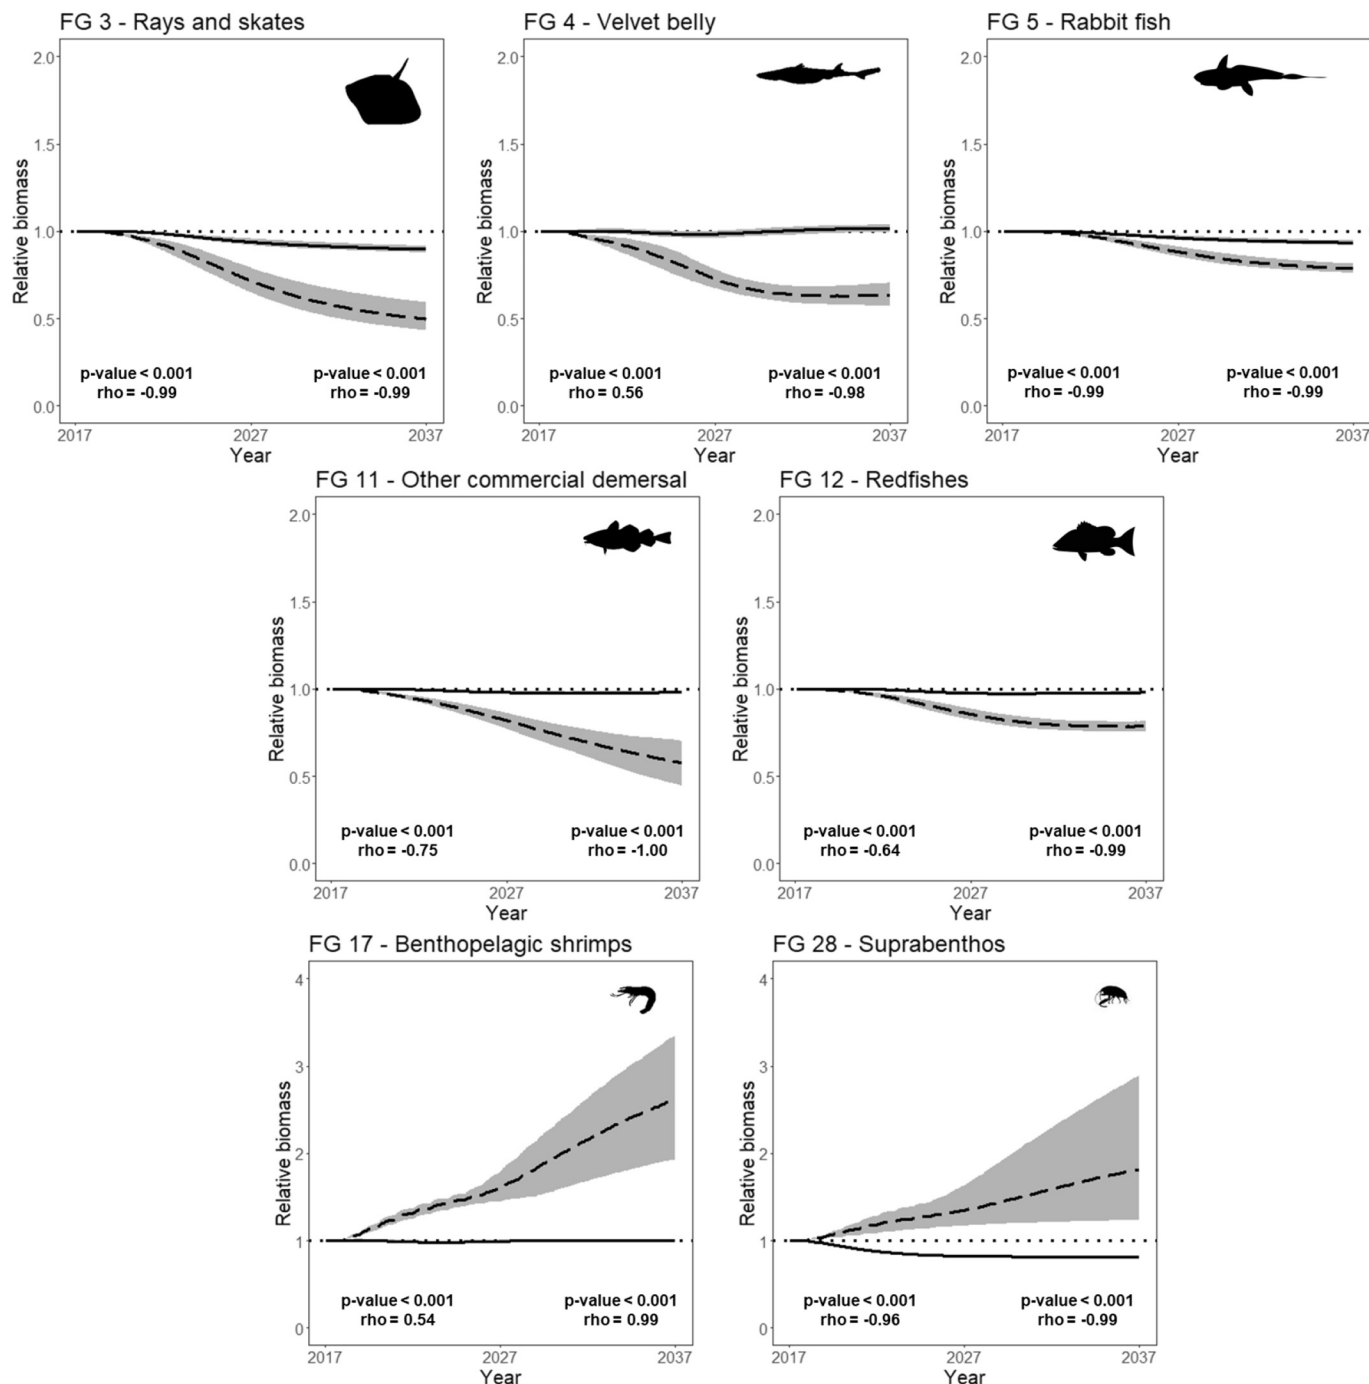 FG 3 - Rays and skates
2.0
1.5
1.0
0.5
0.0
Relative biomass
p-value < 0.001
rho = -0.99
p-value < 0.001
rho = -0.99
2017
2027
2037
Year
FG 4 - Velvet belly
2.0
1.5
1.0
0.5
0.0
Relative biomass
p-value < 0.001
rho = 0.56
p-value < 0.001
rho = -0.98
2017
2027
2037
Year
FG 5 - Rabbit fish
2.0
1.5
1.0
0.5
0.0
Relative biomass
p-value < 0.001
rho = -0.99
p-value < 0.001
rho = -0.99
2017
2027
2037
Year
FG 11 - Other commercial demersal
2.0
1.5
1.0
0.5
0.0
Relative biomass
p-value < 0.001
rho = -0.75
p-value < 0.001
rho = -1.00
2017
2027
2037
Year
FG 12 - Redfishes
2.0
1.5
1.0
0.5
0.0
Relative biomass
p-value < 0.001
rho = -0.64
p-value < 0.001
rho = -0.99
2017
2027
2037
Year
FG 17 - Benthopelagic shrimps
4
3
2
1
0
Relative biomass
p-value < 0.001
rho = 0.54
p-value < 0.001
rho = 0.99
2017
2027
2037
Year
FG 28 - Suprabenthos
4
3
2
1
0
Relative biomass
p-value < 0.001
rho = -0.96
p-value < 0.001
rho = -0.99
2017
2027
2037
Year